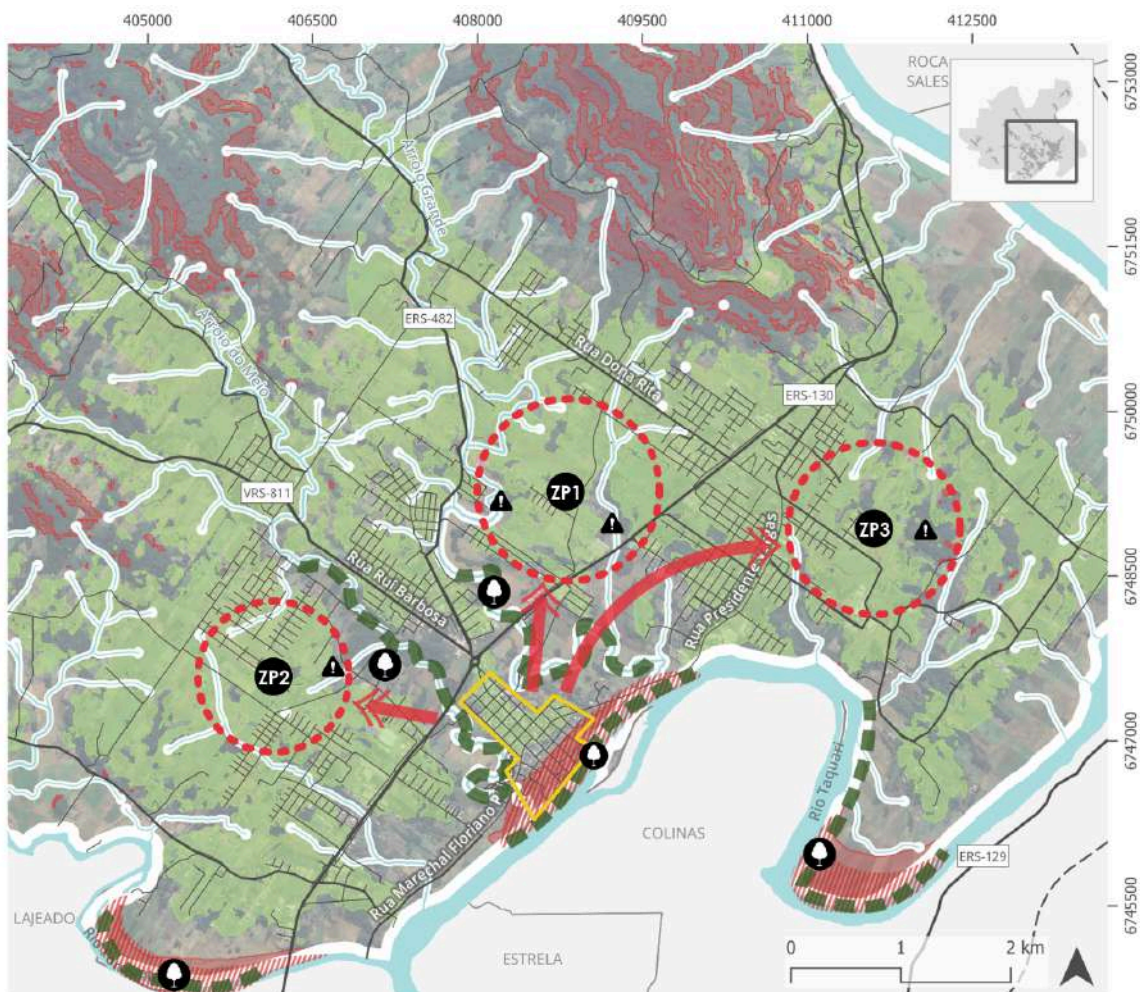 405000
406500
408000
409500
411000
412500
ROCA
SALES
6753000
6751500
6750000
6748500
6747000
6745500
Arroio Grande
Arroio do Meio
ERS-482
Rua Dona Rita
ERS-130
VRS-811
ZP1
ZP3
Rua Rui Barbosa
Rua Presidente
ZP2
Rio Taquari
Rua Marechal Floriano
COLINAS
ERS-129
LAJEADO
ESTRELA
0
1
2 km